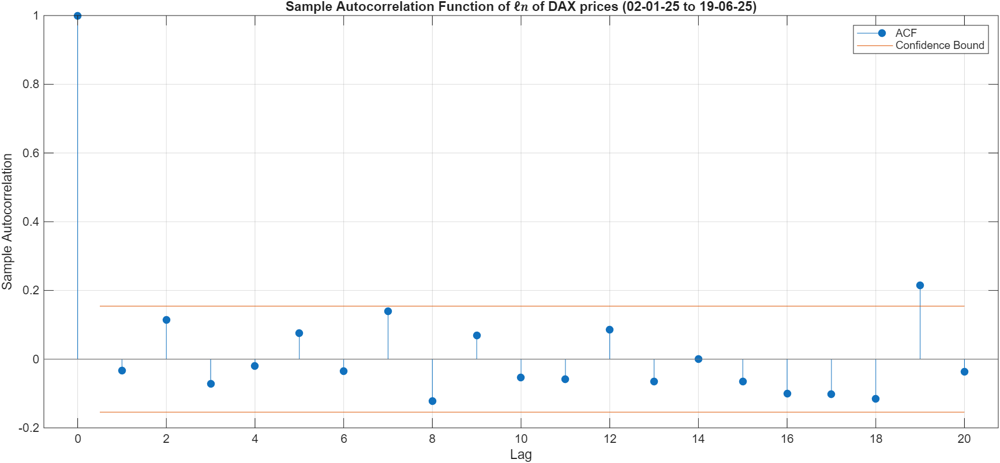 Sample Autocorrelation Function of ℓn of DAX prices (02-01-25 to 19-06-25)
ACF
Confidence Bound
1
0.8
0.6
0.4
0.2
0
-0.2
Sample Autocorrelation
0 2 4 6 8 10 12 14 16 18 20
Lag